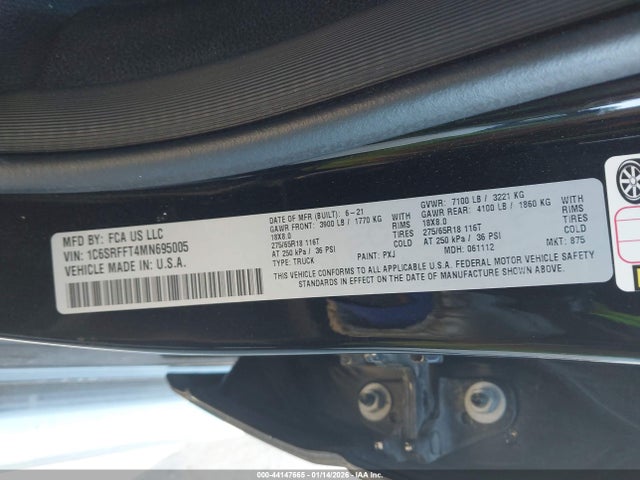 MFD BY: FCA US LLC
VIN: 1C6SRFFT4MN695005
VEHICLE MADE IN U.S.A.
DATE OF MFR (BUILT): 6-21
GAWR FRONT: 3900 LB / 1770 KG WITH
18X8.0 RIMS
275/65R18 116T TIRES
AT 250 kPa / 36 PSI COLD
TYPE: TRUCK PAINT: PXJ
GVWR: 7100 LB / 3221 KG
GAWR REAR: 4100 LB / 1860 KG WITH
18X8.0 RIMS
275/65R18 116T TIRES
AT 250 kPa / 36 PSI COLD
MDH: 061112 MKT: 875
THIS VEHICLE CONFORMS TO ALL APPLICABLE U.S.A. FEDERAL MOTOR VEHICLE SAFETY
STANDARDS IN EFFECT ON THE DATE OF MANUFACTURE SHOWN ABOVE.
000-44147665 - 01/14/2026 - Copyright IAA, LLC